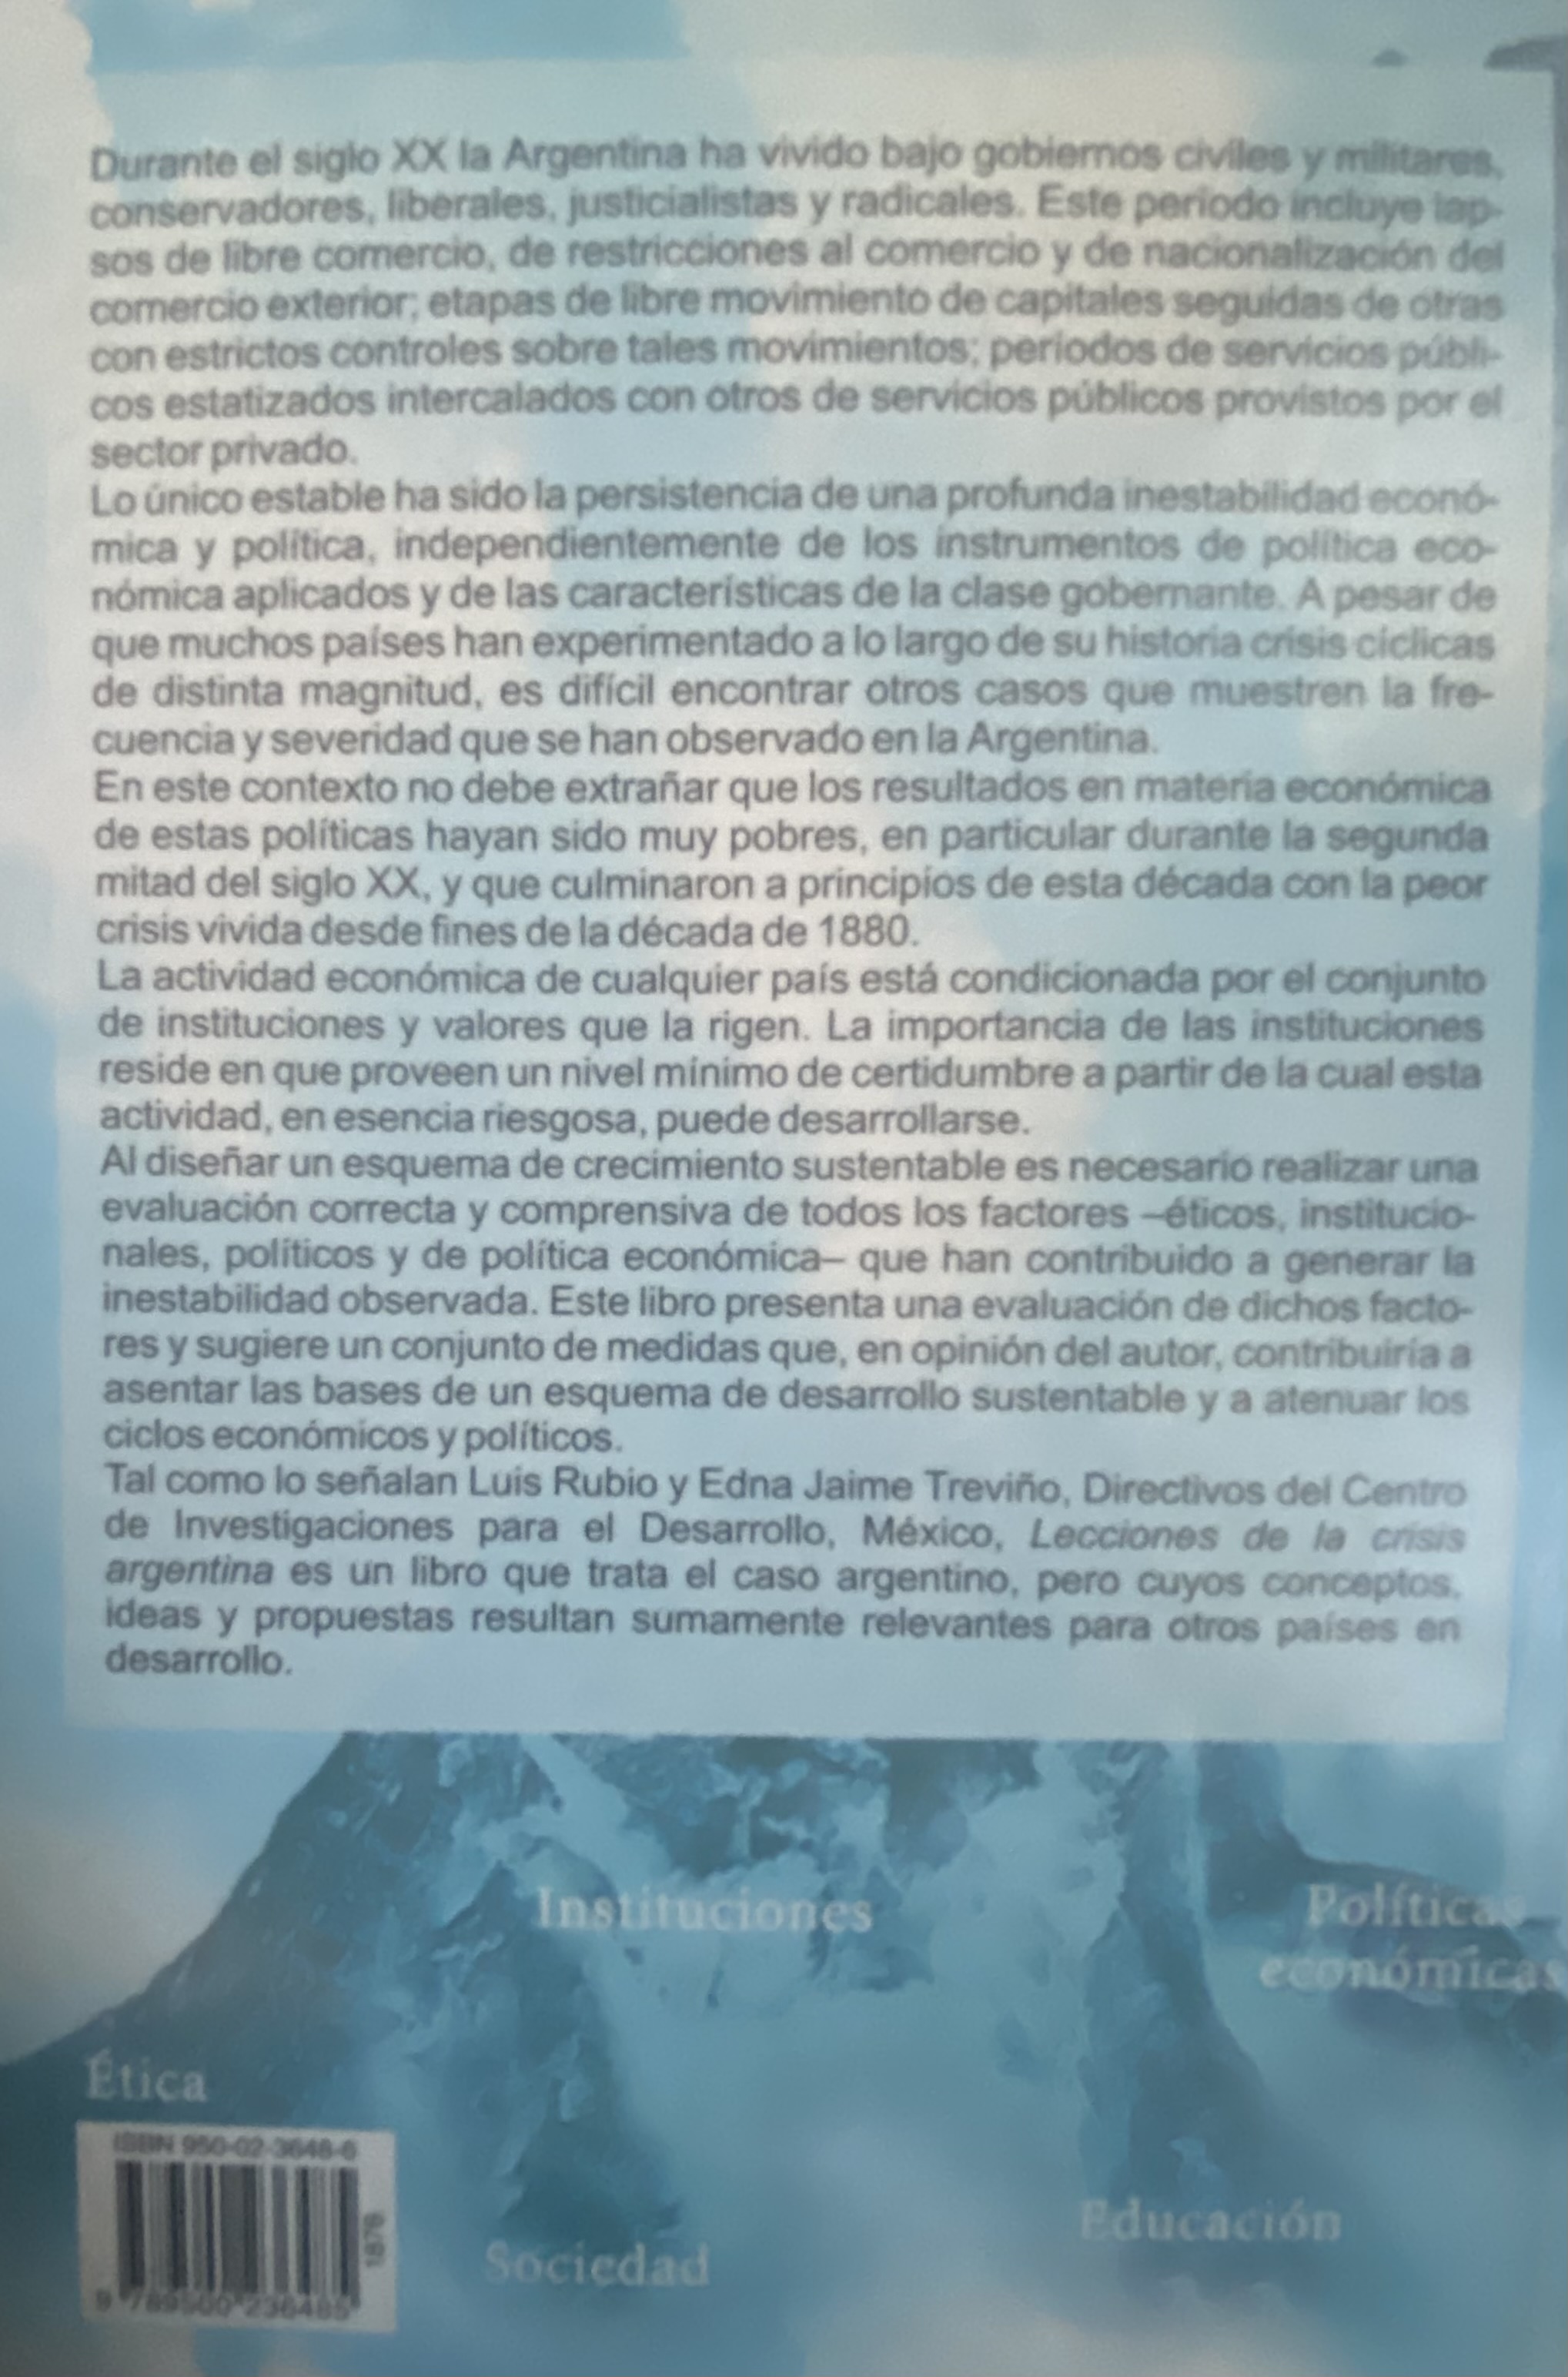 Durante el siglo XX la Argentina ha vivido bajo gobiernos civiles y militares,
conservadores, liberales, justicialistas y radicales. Este período incluye lap-
sos de libre comercio, de restricciones al comercio y de nacionalización del
comercio exterior; etapas de libre movimiento de capitales seguidas de otras
con estrictos controles sobre tales movimientos; períodos de servicios públi-
cos estatizados intercalados con otros de servicios públicos provistos por el
sector privado.
Lo único estable ha sido la persistencia de una profunda inestabilidad econó-
mica y política, independientemente de los instrumentos de política eco-
nómica aplicados y de las características de la clase gobernante. A pesar de
que muchos países han experimentado a lo largo de su historia crisis cíclicas
de distinta magnitud, es difícil encontrar otros casos que muestren la fre-
cuencia y severidad que se han observado en la Argentina.
En este contexto no debe extrañar que los resultados en materia económica
de estas políticas hayan sido muy pobres, en particular durante la segunda
mitad del siglo XX, y que culminaron a principios de esta década con la peor
crisis vivida desde fines de la década de 1880.
La actividad económica de cualquier país está condicionada por el conjunto
de instituciones y valores que la rigen. La importancia de las instituciones
reside en que proveen un nivel mínimo de certidumbre a partir de la cual esta
actividad, en esencia riesgosa, puede desarrollarse.
Al diseñar un esquema de crecimiento sustentable es necesario realizar una
evaluación correcta y comprensiva de todos los factores –éticos, institucio-
nales, políticos y de política económica– que han contribuido a generar la
inestabilidad observada. Este libro presenta una evaluación de dichos facto-
res y sugiere un conjunto de medidas que, en opinión del autor, contribuiría a
asentar las bases de un esquema de desarrollo sustentable y a atenuar los
ciclos económicos y políticos.
Tal como lo señalan Luis Rubio y Edna Jaime Treviño, Directivos del Centro
de Investigaciones para el Desarrollo, México, Lecciones de la crisis
argentina es un libro que trata el caso argentino, pero cuyos conceptos,
ideas y propuestas resultan sumamente relevantes para otros países en
desarrollo.
Instituciones
Políticas
económicas
Ética
ISBN 950-02-3648-6
1878
9 789500 236485
Sociedad
Educación